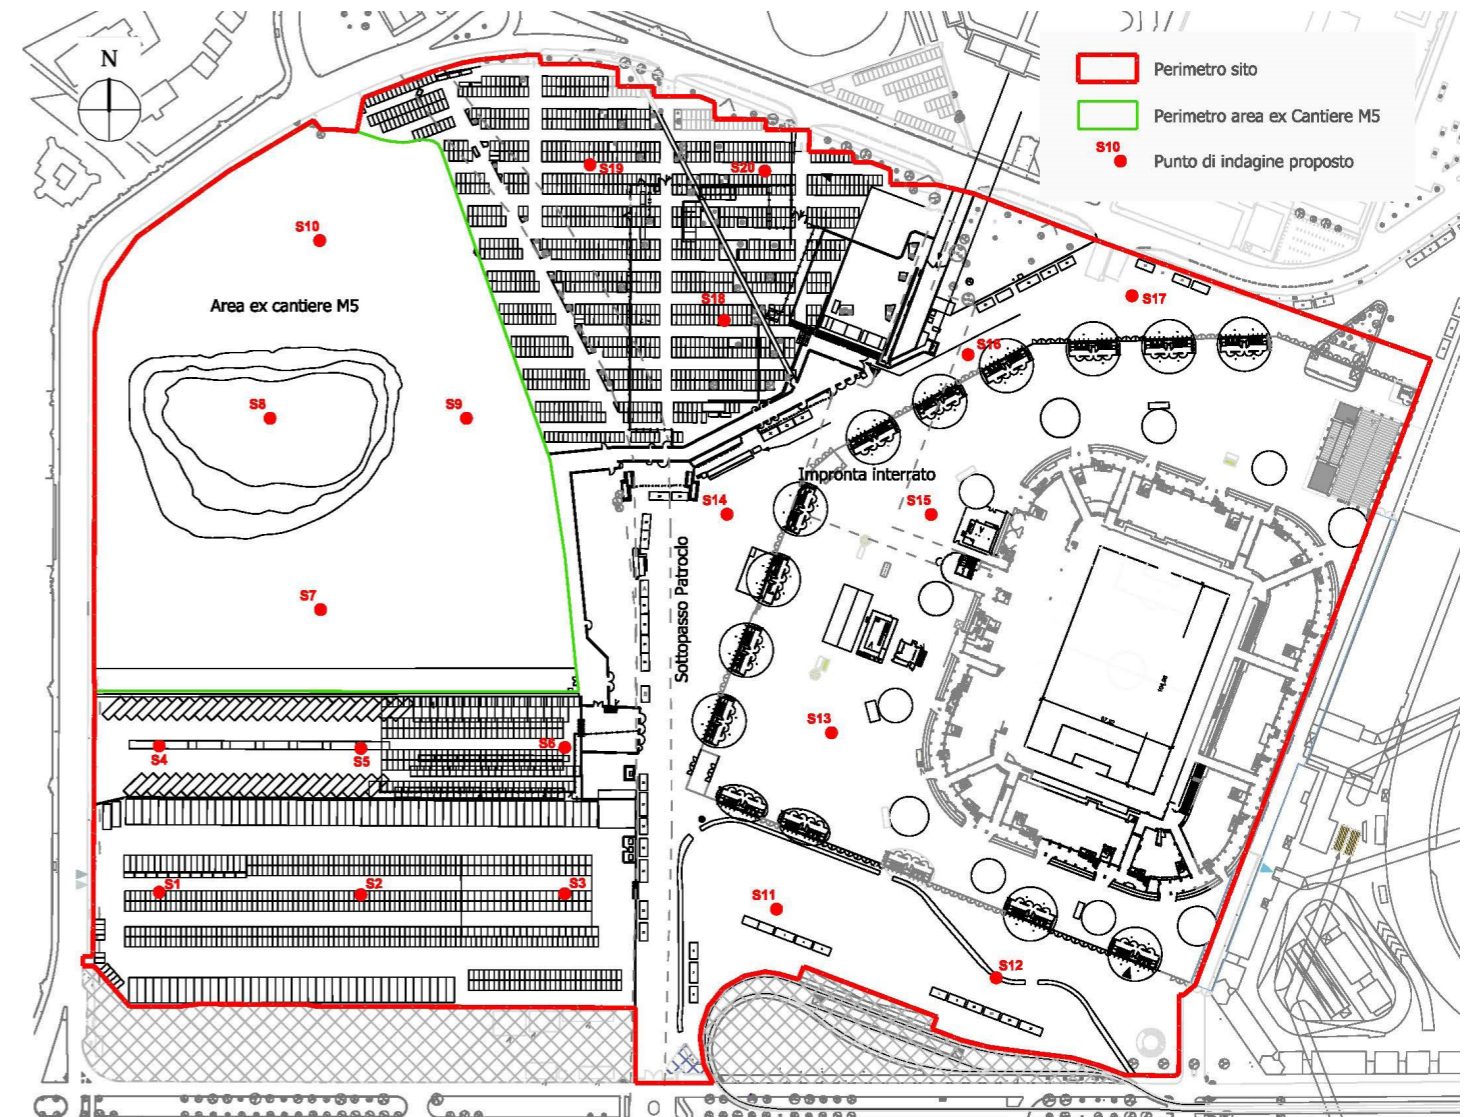 N
Perimetro sito
Perimetro area ex Cantiere M5
S10
Punto di indagine proposto
S19
S20
S10
Area ex cantiere M5
S17
S18
S16
S8
S9
Impronta interrato
S14
S15
Sottopasso Patroclo
S7
S13
S4
S5
S6
S1
S2
S3
S11
S12